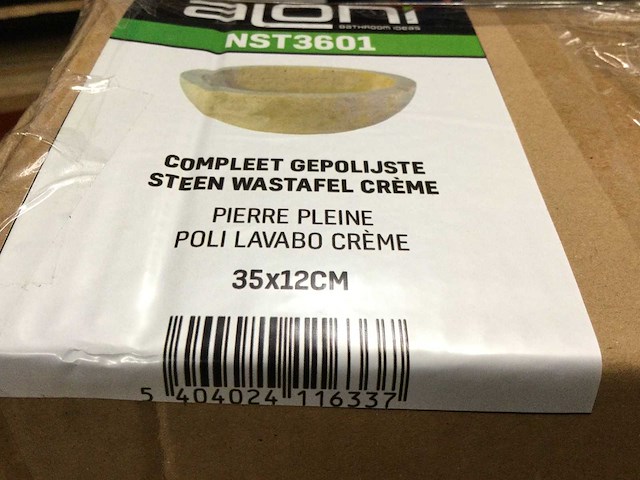 aloni
BATHROOM IDEAS
NST3601
COMPLEET GEPOLIJSTE
STEEN WASTAFEL CRÈME
PIERRE PLEINE
POLI LAVABO CRÈME
35x12CM
5 404024 116337